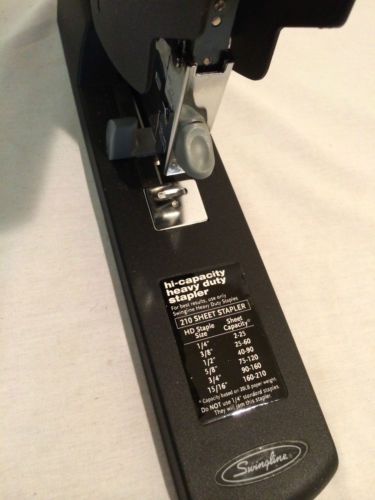 hi-capacity
heavy duty
stapler
For best results, use only
Swingline Heavy Duty Staples
210 SHEET STAPLER
HD Staple Size Sheet Capacity*
1/4" 2-25
3/8" 25-60
1/2" 40-90
5/8" 75-120
3/4" 90-160
15/16" 160-210
* Capacity based on 20LB paper weight.
Do NOT use 1/4" standard staples
They will jam this stapler.
Swingline